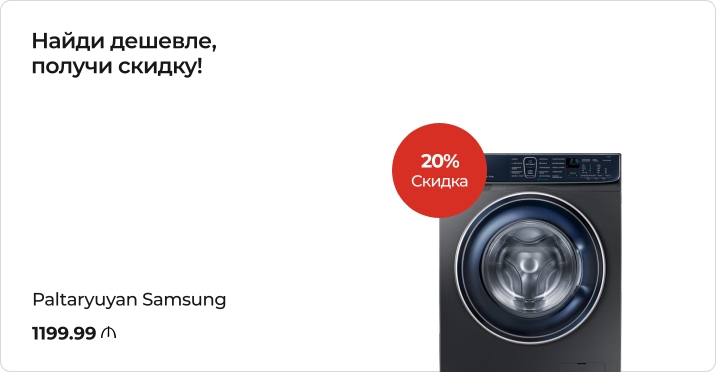 Найди дешевле,
получи скидку!
20%
Скидка
Paltaryuyan Samsung
1199.99 ₼